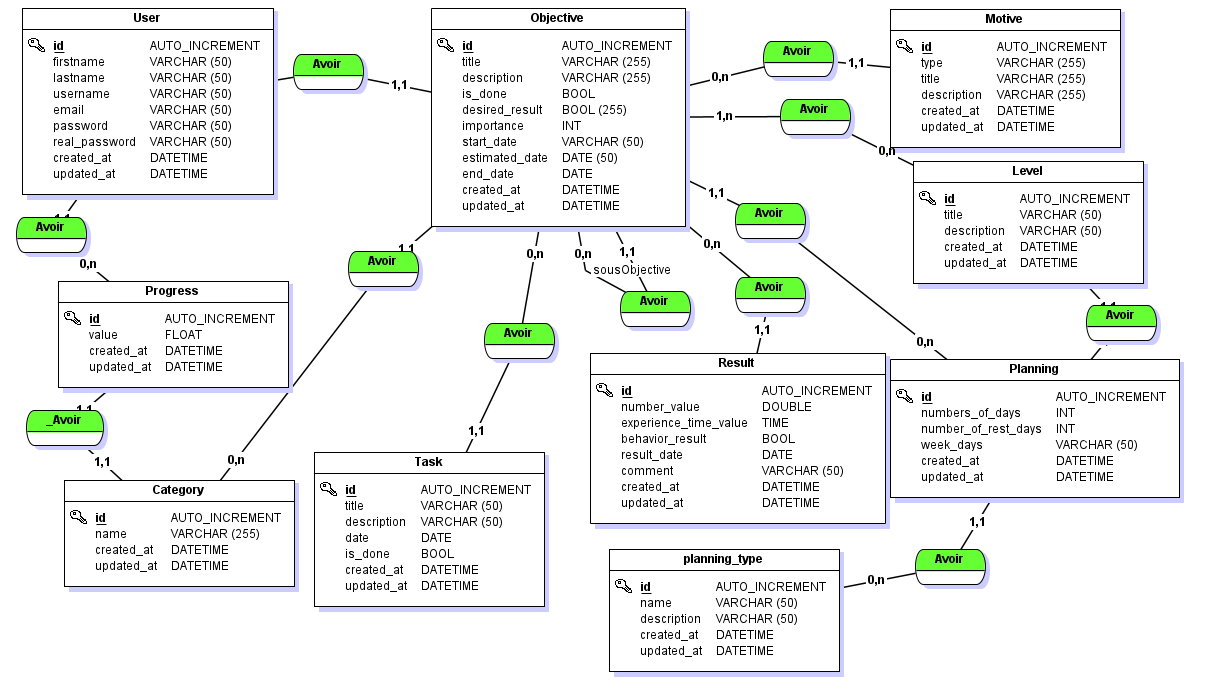 User
id AUTO_INCREMENT
firstname VARCHAR (50)
lastname VARCHAR (50)
username VARCHAR (50)
email VARCHAR (50)
password VARCHAR (50)
real_password VARCHAR (50)
created_at DATETIME
updated_at DATETIME
Avoir
1,1
Objective
id AUTO_INCREMENT
title VARCHAR (255)
description VARCHAR (255)
is_done BOOL
desired_result BOOL (255)
importance INT
start_date VARCHAR (50)
estimated_date DATE (50)
end_date DATE
created_at DATETIME
updated_at DATETIME
0,n
Avoir
1,1
Motive
id AUTO_INCREMENT
type VARCHAR (255)
title VARCHAR (255)
description VARCHAR (255)
created_at DATETIME
updated_at DATETIME
1,n
Avoir
0,n
Level
id AUTO_INCREMENT
title VARCHAR (50)
description VARCHAR (50)
created_at DATETIME
updated_at DATETIME
1,1
Avoir
0,n
1,1
Avoir
1,1
Avoir
0,n
Progress
id AUTO_INCREMENT
value FLOAT
created_at DATETIME
updated_at DATETIME
1,1
_Avoir
1,1
Category
id AUTO_INCREMENT
name VARCHAR (255)
created_at DATETIME
updated_at DATETIME
1,1
Avoir
0,n
0,n
Avoir
1,1
Task
id AUTO_INCREMENT
title VARCHAR (50)
description VARCHAR (50)
date DATE
is_done BOOL
created_at DATETIME
updated_at DATETIME
0,n
1,1
sousObjective
Avoir
0,n
Avoir
1,1
Result
id AUTO_INCREMENT
number_value DOUBLE
experience_time_value TIME
behavior_result BOOL
result_date DATE
comment VARCHAR (50)
created_at DATETIME
updated_at DATETIME
Planning
id AUTO_INCREMENT
numbers_of_days INT
number_of_rest_days INT
week_days VARCHAR (50)
created_at DATETIME
updated_at DATETIME
1,1
Avoir
0,n
planning_type
id AUTO_INCREMENT
name VARCHAR (50)
description VARCHAR (50)
created_at DATETIME
updated_at DATETIME